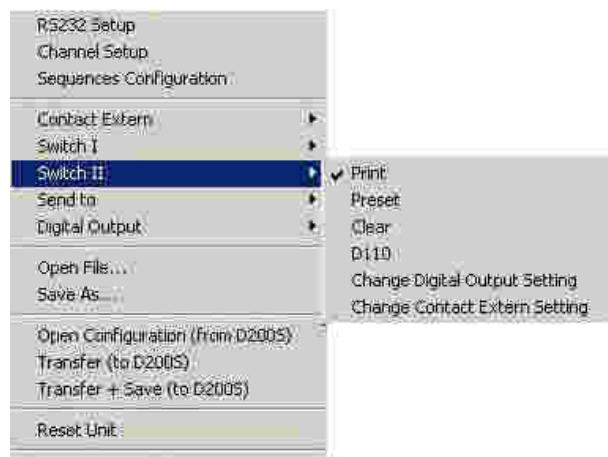 RS232 Setup
Channel Setup
Sequences Configuration
Contact Extern
Switch I
Switch II
Send to
Digital Output
Open File...
Save As...
Open Configuration (from D200S)
Transfer (to D200S)
Transfer + Save (to D200S)
Reset Unit
Print
Preset
Clear
D110
Change Digital Output Setting
Change Contact Extern Setting